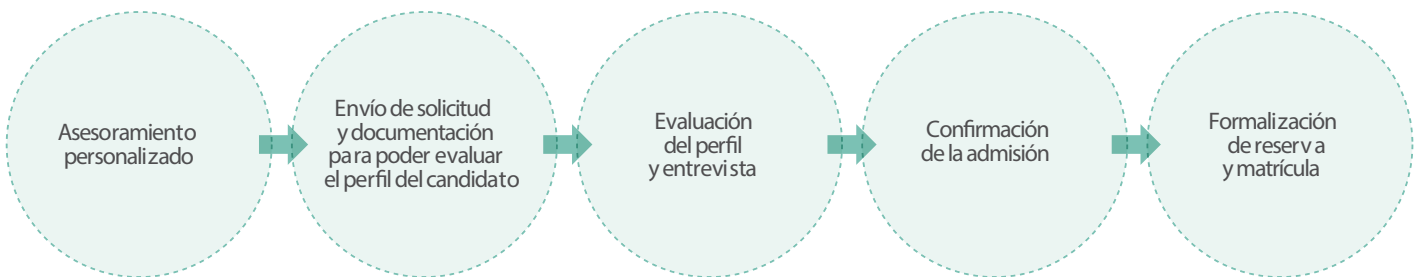 Asesoramiento
personalizado
Envío de solicitud
y documentación
para poder evaluar
el perfil del candidato
Evaluación
del perfil
y entrevista
Confirmación
de la admisión
Formalización
de reserva
y matrícula